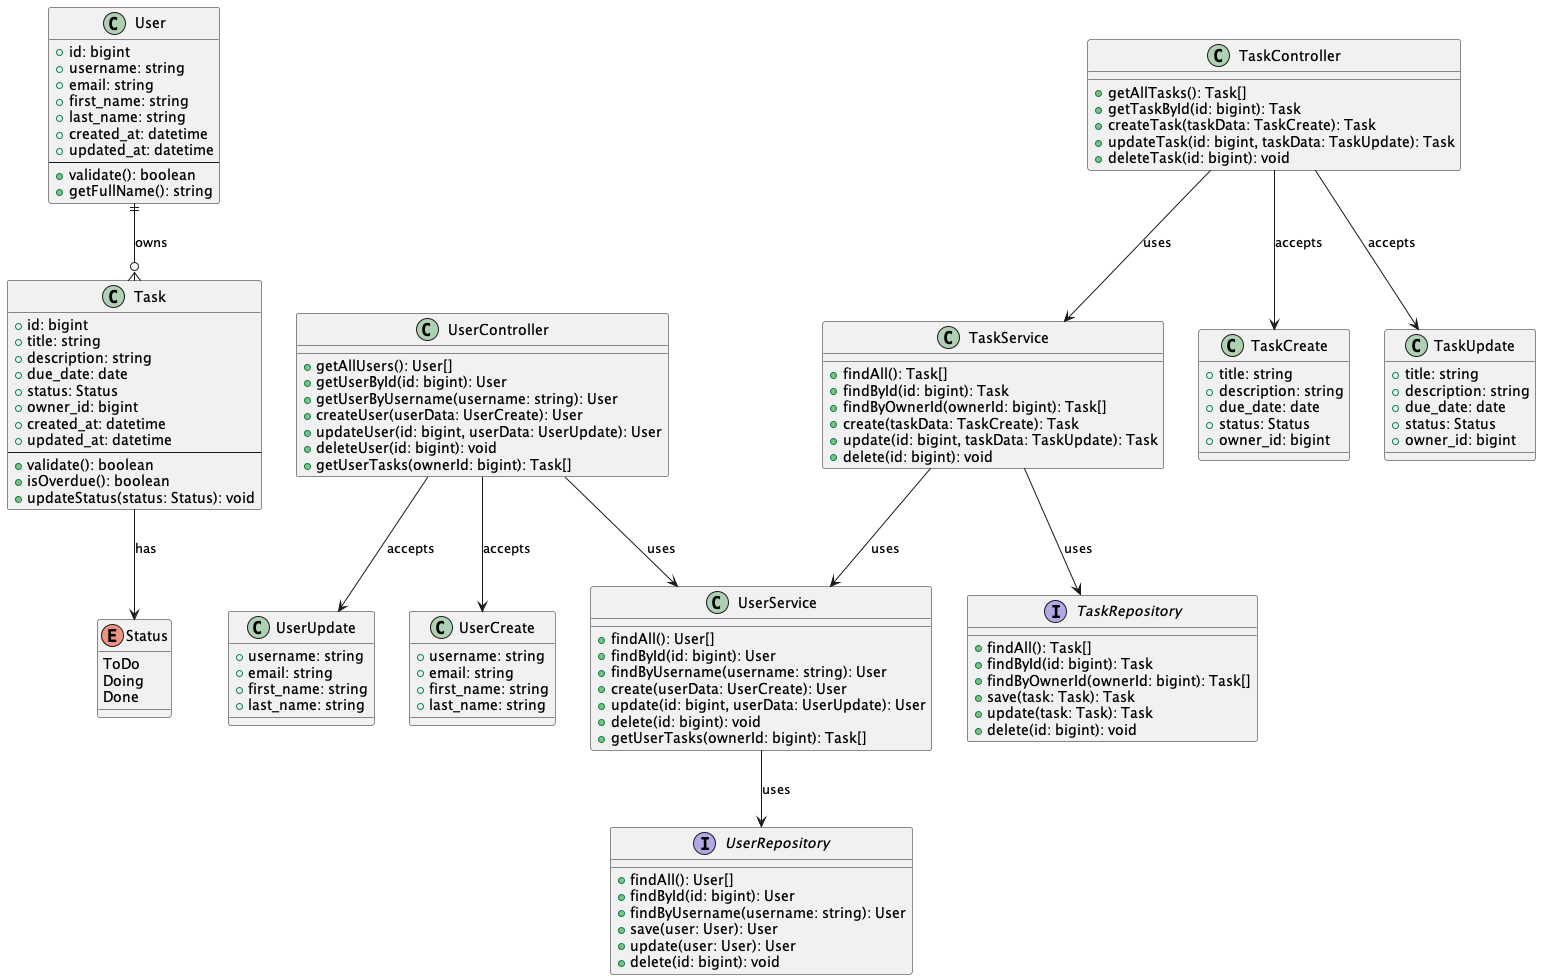 C User
id: bigint
username: string
email: string
first_name: string
last_name: string
created_at: datetime
updated_at: datetime
validate(): boolean
getFullName(): string
owns
C Task
id: bigint
title: string
description: string
due_date: date
status: Status
owner_id: bigint
created_at: datetime
updated_at: datetime
validate(): boolean
isOverdue(): boolean
updateStatus(status: Status): void
has
E Status
ToDo
Doing
Done
C UserController
getAllUsers(): User[]
getUserById(id: bigint): User
getUserByUsername(username: string): User
createUser(userData: UserCreate): User
updateUser(id: bigint, userData: UserUpdate): User
deleteUser(id: bigint): void
getUserTasks(ownerId: bigint): Task[]
accepts
accepts
uses
C UserUpdate
username: string
email: string
first_name: string
last_name: string
C UserCreate
username: string
email: string
first_name: string
last_name: string
C TaskController
getAllTasks(): Task[]
getTaskById(id: bigint): Task
createTask(taskData: TaskCreate): Task
updateTask(id: bigint, taskData: TaskUpdate): Task
deleteTask(id: bigint): void
uses
accepts
accepts
C TaskService
findAll(): Task[]
findById(id: bigint): Task
findByOwnerId(ownerId: bigint): Task[]
create(taskData: TaskCreate): Task
update(id: bigint, taskData: TaskUpdate): Task
delete(id: bigint): void
C TaskCreate
title: string
description: string
due_date: date
status: Status
owner_id: bigint
C TaskUpdate
title: string
description: string
due_date: date
status: Status
owner_id: bigint
uses
uses
C UserService
findAll(): User[]
findById(id: bigint): User
findByUsername(username: string): User
create(userData: UserCreate): User
update(id: bigint, userData: UserUpdate): User
delete(id: bigint): void
getUserTasks(ownerId: bigint): Task[]
I TaskRepository
findAll(): Task[]
findById(id: bigint): Task
findByOwnerId(ownerId: bigint): Task[]
save(task: Task): Task
update(task: Task): Task
delete(id: bigint): void
uses
I UserRepository
findAll(): User[]
findById(id: bigint): User
findByUsername(username: string): User
save(user: User): User
update(user: User): User
delete(id: bigint): void